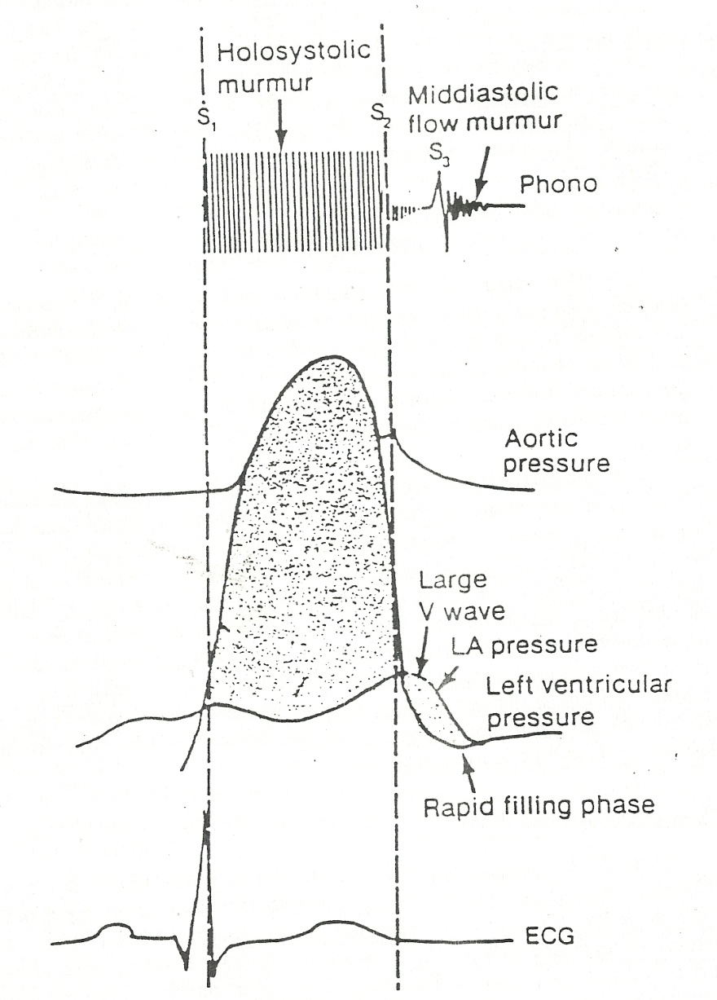 Holosystolic
murmur
Middiastolic
flow murmur
S1
S2
S3
Phono
Aortic
pressure
Large
V wave
LA pressure
Left ventricular
pressure
Rapid filling phase
ECG